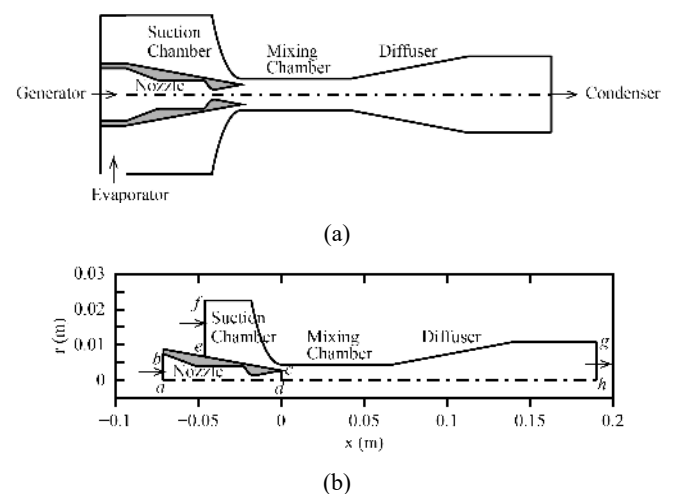 Suction
Chamber
Mixing
Chamber
Diffuser
Generator
Nozzle
Condenser
Evaporator
(a)
r (m)
0.03
0.02
0.01
0
f
Suction
Chamber
Mixing
Chamber
Diffuser
g
b
e
Nozzle
c
a
d
h
−0.1
−0.05
0
0.05
0.1
0.15
0.2
x (m)
(b)